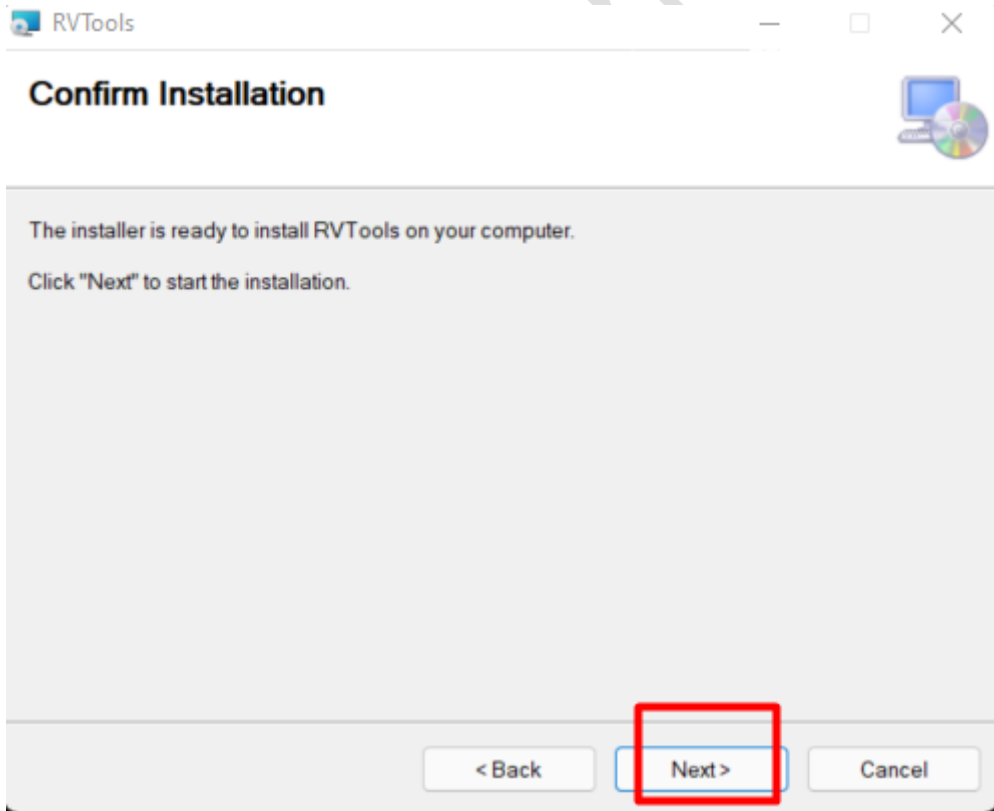 RVTools
Confirm Installation
The installer is ready to install RVTools on your computer.
Click "Next" to start the installation.
< Back
Next >
Cancel